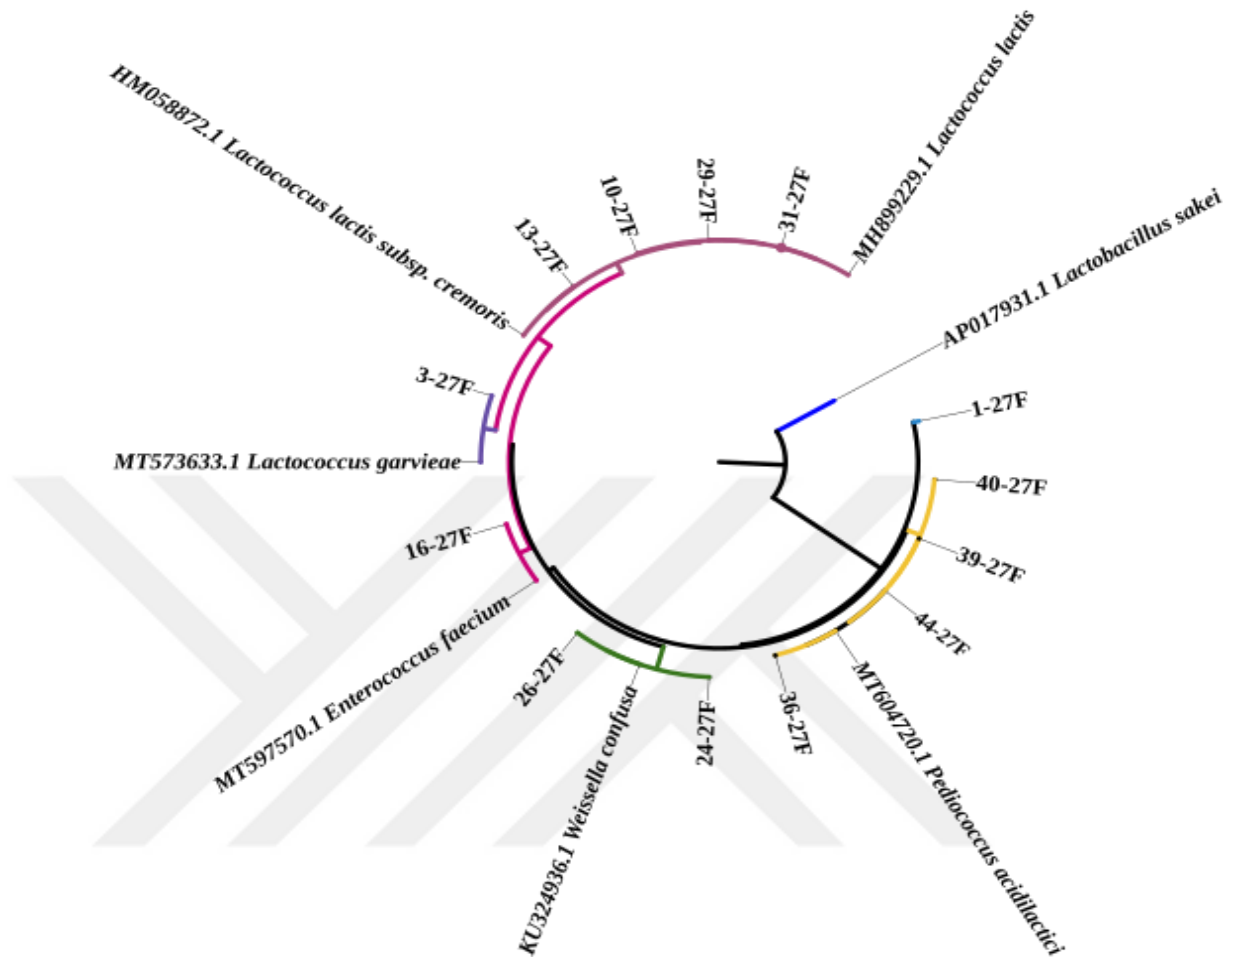 MH899229.1 Lactococcus lactis
31-27F
29-27F
10-27F
13-27F
HM058872.1 Lactococcus lactis subsp. cremoris
3-27F
MT573633.1 Lactococcus garvieae
16-27F
MT597570.1 Enterococcus faecium
26-27F
KU324936.1 Weissella confusa
24-27F
36-27F
MT604720.1 Pediococcus acidilactici
44-27F
39-27F
40-27F
1-27F
AP017931.1 Lactobacillus sakei